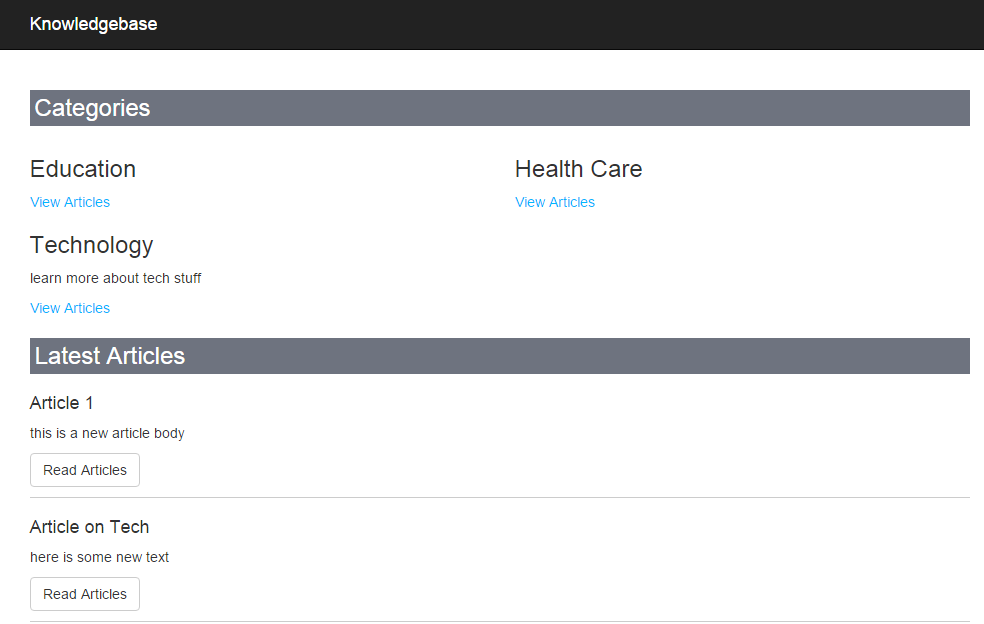 Knowledgebase
Categories
Education
View Articles
Health Care
View Articles
Technology
learn more about tech stuff
View Articles
Latest Articles
Article 1
this is a new article body
Read Articles
Article on Tech
here is some new text
Read Articles